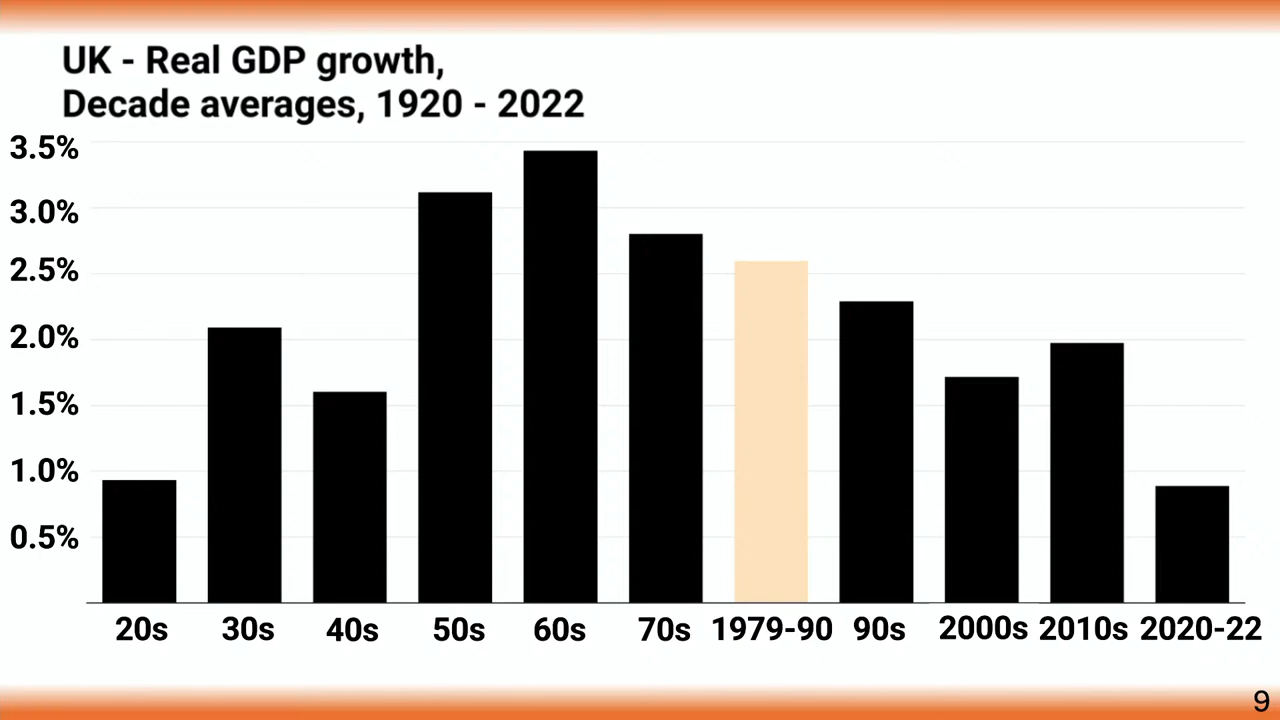 UK - Real GDP growth,
Decade averages, 1920 - 2022
3.5%
3.0%
2.5%
2.0%
1.5%
1.0%
0.5%
20s 30s 40s 50s 60s 70s 1979-90 90s 2000s 2010s 2020-22
9